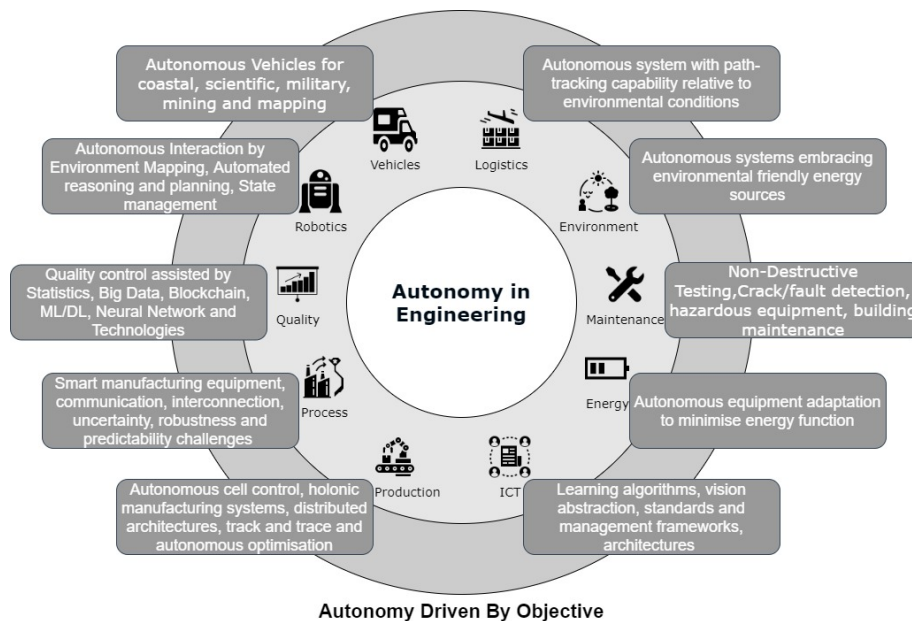 Autonomous Vehicles for
coastal, scientific, military,
mining and mapping
Autonomous system with path-
tracking capability relative to
environmental conditions
Vehicles
Logistics
Autonomous Interaction by
Environment Mapping, Automated
reasoning and planning, State
management
Robotics
Environment
Autonomous systems embracing
environmental friendly energy
sources
Quality control assisted by
Statistics, Big Data, Blockchain,
ML/DL, Neural Network and
Technologies
Quality
Autonomy in
Engineering
Maintenance
Non-Destructive
Testing,Crack/fault detection,
hazardous equipment, building
maintenance
Smart manufacturing equipment,
communication, interconnection,
uncertainty, robustness and
predictability challenges
Process
Energy
Autonomous equipment adaptation
to minimise energy function
Autonomous cell control, holonic
manufacturing systems, distributed
architectures, track and trace and
autonomous optimisation
Production
ICT
Learning algorithms, vision
abstraction, standards and
management frameworks,
architectures
Autonomy Driven By Objective